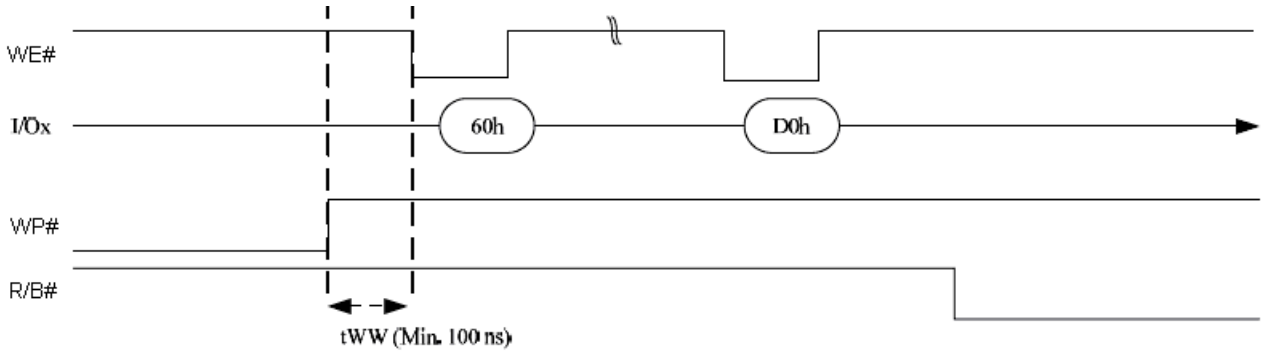 WE#
I/Ox
60h
D0h
WP#
R/B#
tWW (Min. 100 ns)